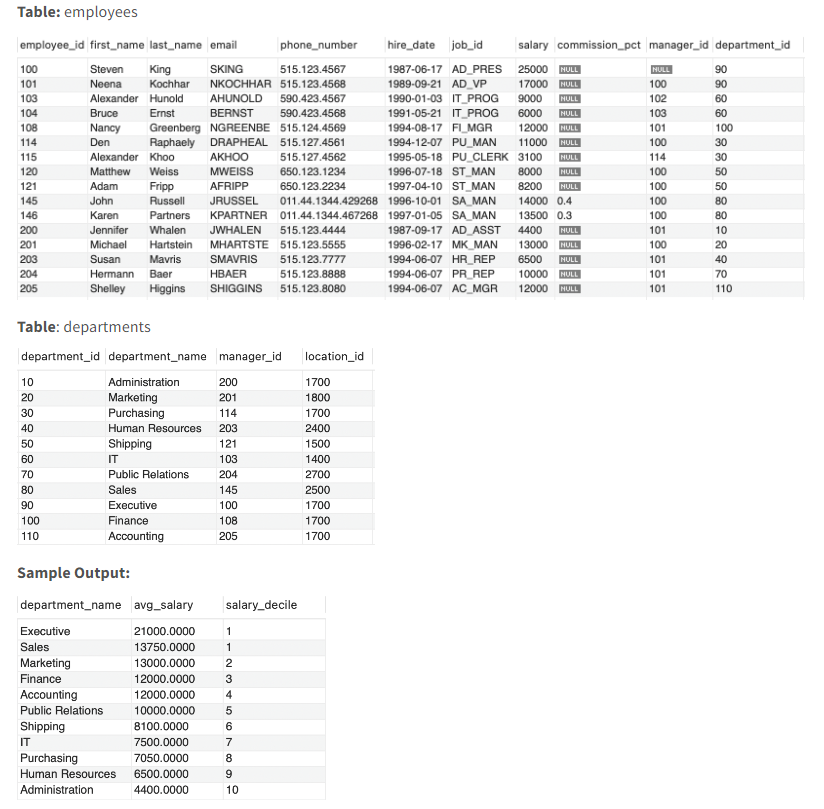 Table: employees
employee_id first_name last_name email phone_number hire_date job_id salary commission_pct manager_id department_id
100 Steven King SKING 515.123.4567 1987-06-17 AD_PRES 25000 NULL NULL 90
101 Neena Kochhar NKOCHHAR 515.123.4568 1989-09-21 AD_VP 17000 NULL 100 90
103 Alexander Hunold AHUNOLD 590.423.4567 1990-01-03 IT_PROG 9000 NULL 102 60
104 Bruce Ernst BERNST 590.423.4568 1991-05-21 IT_PROG 6000 NULL 103 60
108 Nancy Greenberg NGREENBE 515.124.4569 1994-08-17 FI_MGR 12000 NULL 101 100
114 Den Raphaely DRAPHEAL 515.127.4561 1994-12-07 PU_MAN 11000 NULL 100 30
115 Alexander Khoo AKHOO 515.127.4562 1995-05-18 PU_CLERK 3100 NULL 114 30
120 Matthew Weiss MWEISS 650.123.1234 1996-07-18 ST_MAN 8000 NULL 100 50
121 Adam Fripp AFRIPP 650.123.2234 1997-04-10 ST_MAN 8200 NULL 100 50
145 John Russell JRUSSEL 011.44.1344.429268 1996-10-01 SA_MAN 14000 0.4 100 80
146 Karen Partners KPARTNER 011.44.1344.467268 1997-01-05 SA_MAN 13500 0.3 100 80
200 Jennifer Whalen JWHALEN 515.123.4444 1987-09-17 AD_ASST 4400 NULL 101 10
201 Michael Hartstein MHARTSTE 515.123.5555 1996-02-17 MK_MAN 13000 NULL 100 20
203 Susan Mavris SMAVRIS 515.123.7777 1994-06-07 HR_REP 6500 NULL 101 40
204 Hermann Baer HBAER 515.123.8888 1994-06-07 PR_REP 10000 NULL 101 70
205 Shelley Higgins SHIGGINS 515.123.8080 1994-06-07 AC_MGR 12000 NULL 101 110
Table: departments
department_id department_name manager_id location_id
10 Administration 200 1700
20 Marketing 201 1800
30 Purchasing 114 1700
40 Human Resources 203 2400
50 Shipping 121 1500
60 IT 103 1400
70 Public Relations 204 2700
80 Sales 145 2500
90 Executive 100 1700
100 Finance 108 1700
110 Accounting 205 1700
Sample Output:
department_name avg_salary salary_decile
Executive 21000.0000 1
Sales 13750.0000 1
Marketing 13000.0000 2
Finance 12000.0000 3
Accounting 12000.0000 4
Public Relations 10000.0000 5
Shipping 8100.0000 6
IT 7500.0000 7
Purchasing 7050.0000 8
Human Resources 6500.0000 9
Administration 4400.0000 10